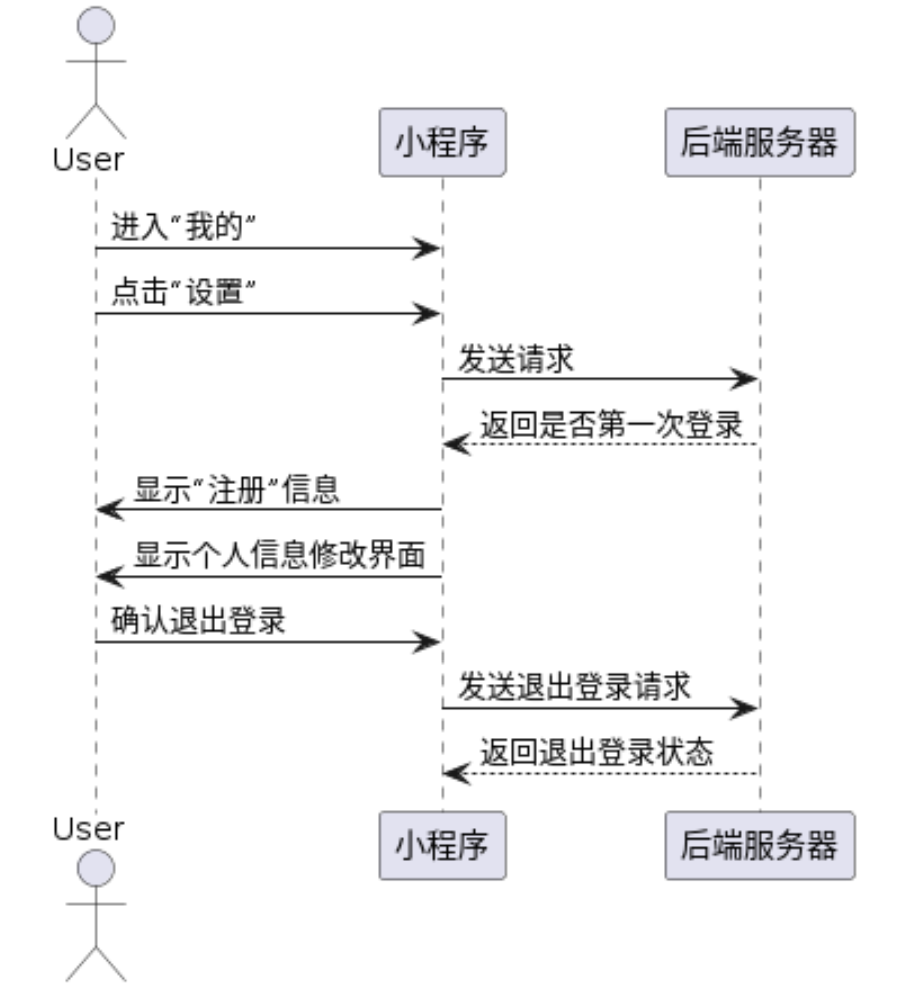 User
小程序
后端服务器
进入“我的”
点击“设置”
发送请求
返回是否第一次登录
显示“注册”信息
显示个人信息修改界面
确认退出登录
发送退出登录请求
返回退出登录状态
User
小程序
后端服务器